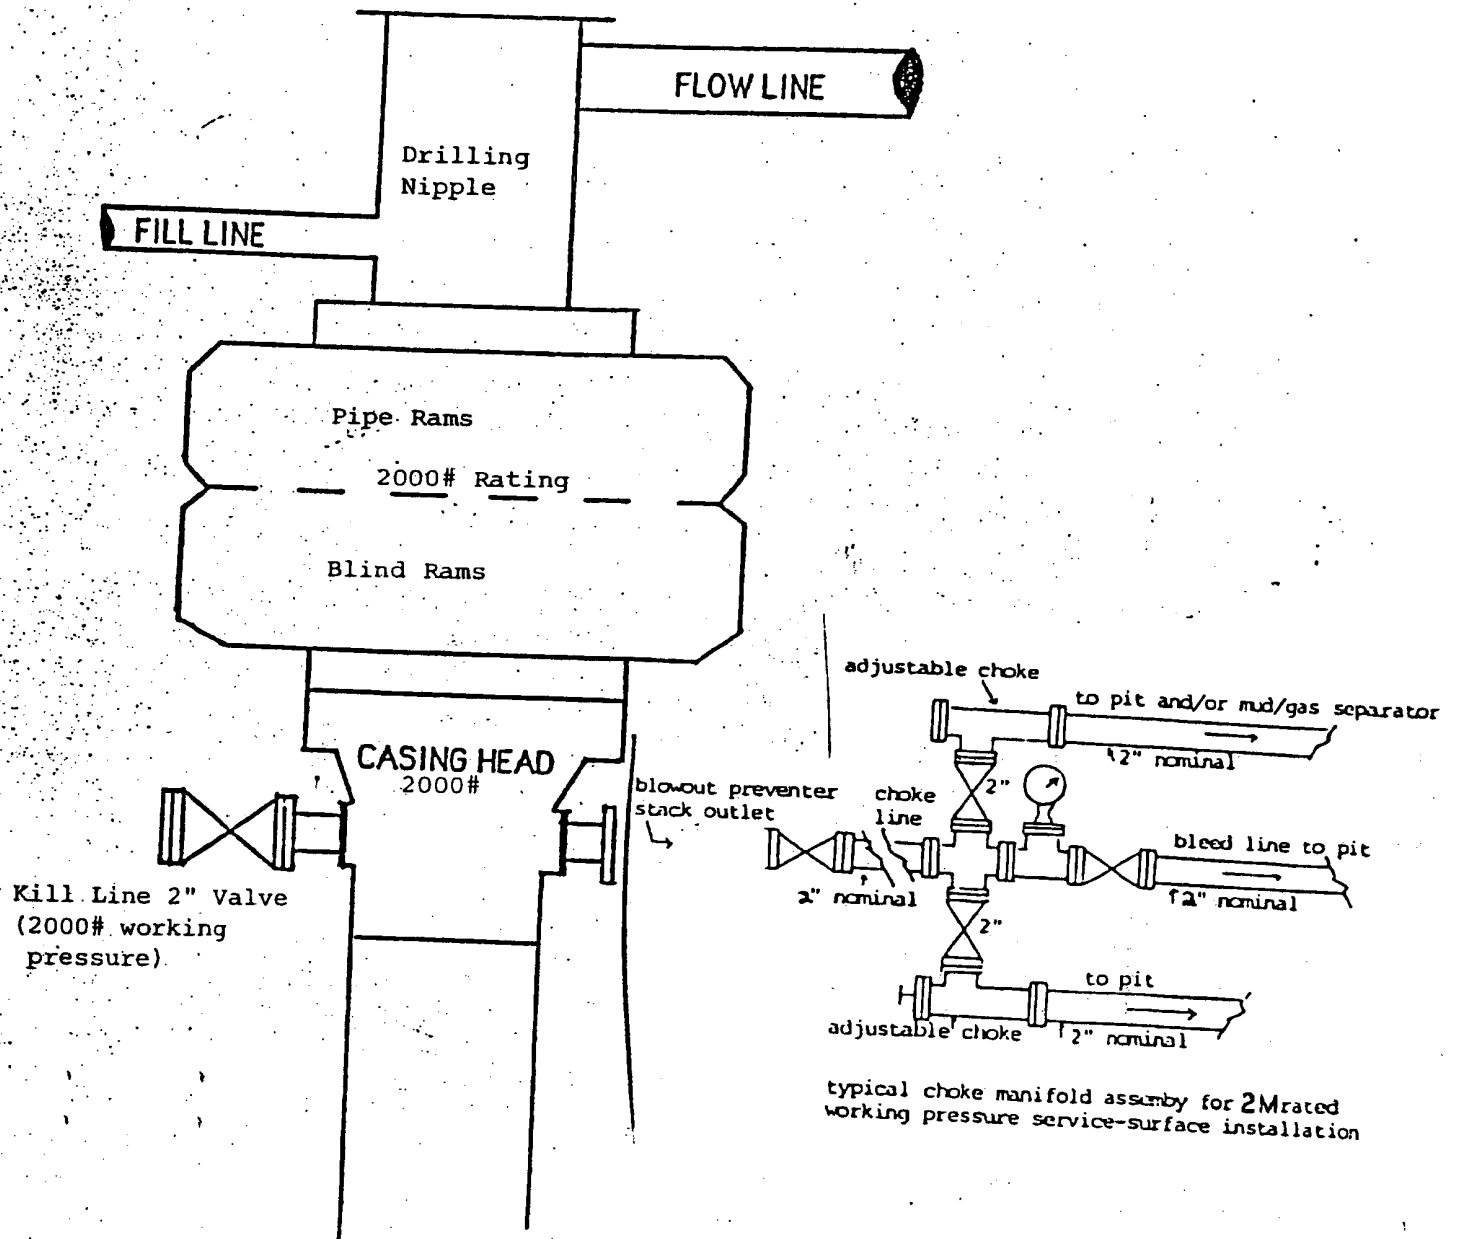 FLOW LINE
Drilling
Nipple
FILL LINE
Pipe Rams
2000# Rating
Blind Rams
CASING HEAD
2000#
Kill Line 2" Valve
(2000# working
pressure)
blowout preventer
stack outlet
choke
line
2" nominal
adjustable choke
to pit and/or mud/gas separator
2" nominal
2"
bleed line to pit
2" nominal
2"
to pit
adjustable choke
2" nominal
typical choke manifold assemby for 2M rated
working pressure service-surface installation